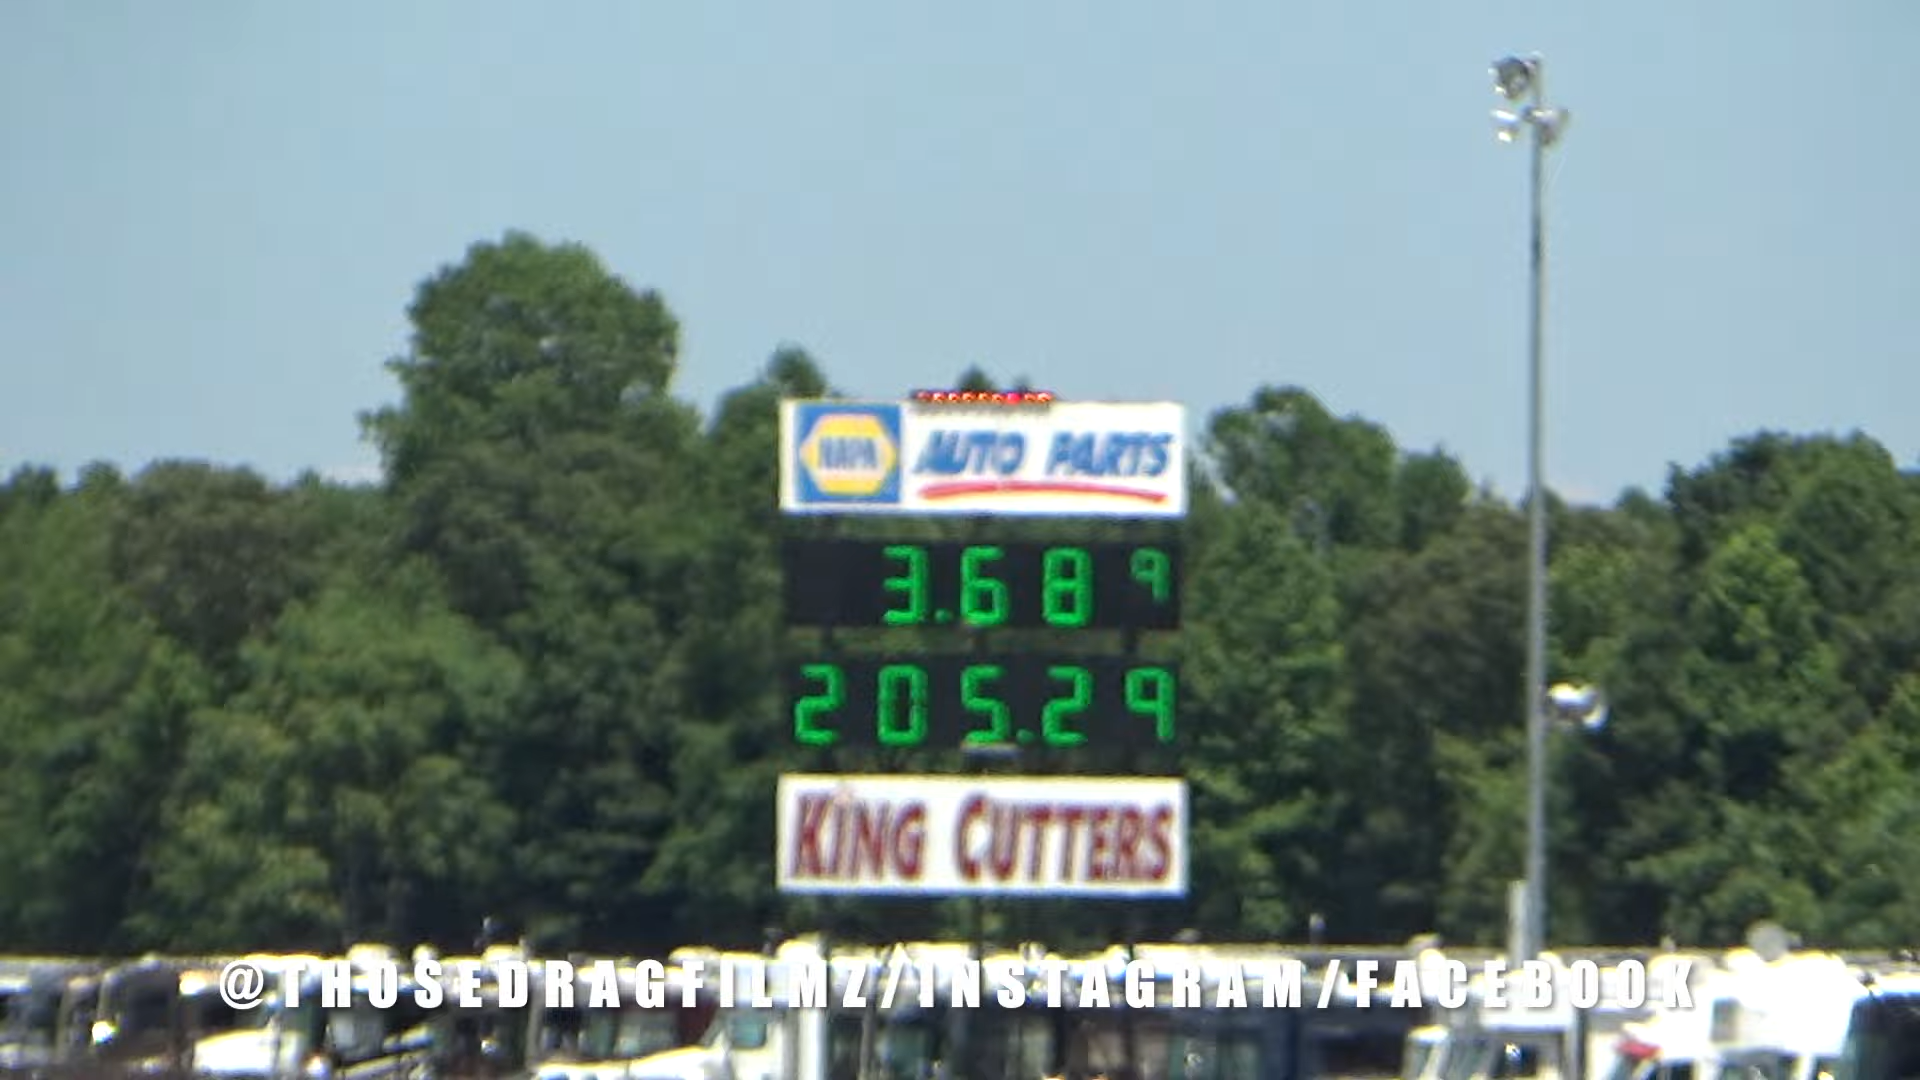 NAPA AUTO PARTS
3.689
205.29
KING CUTTERS
@THOSEDRAGFILMZ/INSTAGRAM/FACEBOOK